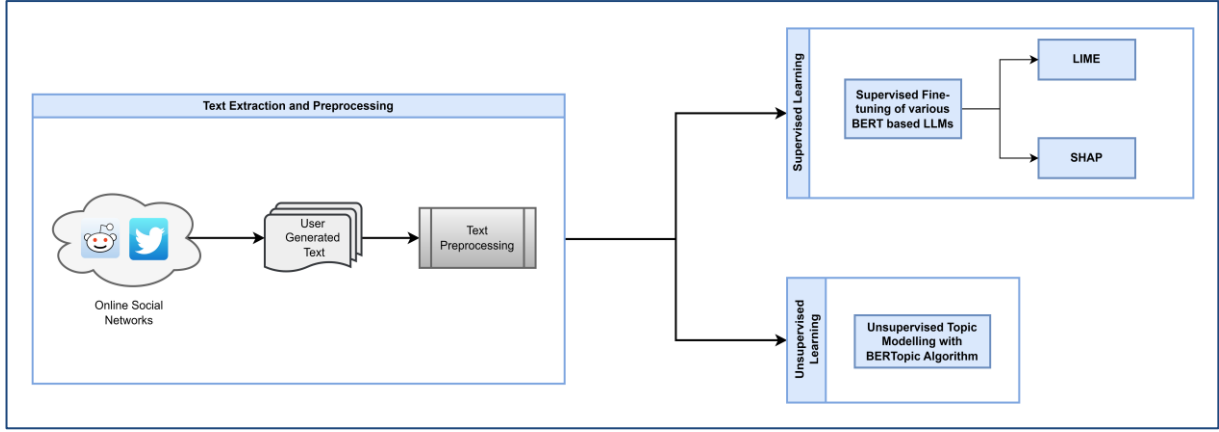 Text Extraction and Preprocessing
Online Social
Networks
User
Generated
Text
Text
Preprocessing
Supervised Learning
Supervised Fine-
tuning of various
BERT based LLMs
LIME
SHAP
Unsupervised
Learning
Unsupervised Topic
Modelling with
BERTopic Algorithm